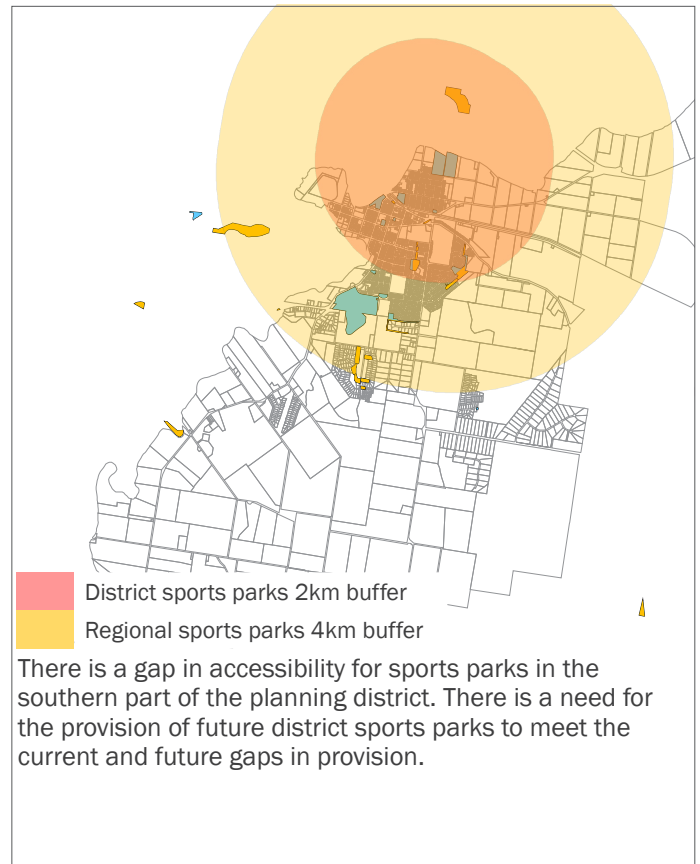 District sports parks 2km buffer
Regional sports parks 4km buffer
There is a gap in accessibility for sports parks in the
southern part of the planning district. There is a need for
the provision of future district sports parks to meet the
current and future gaps in provision.